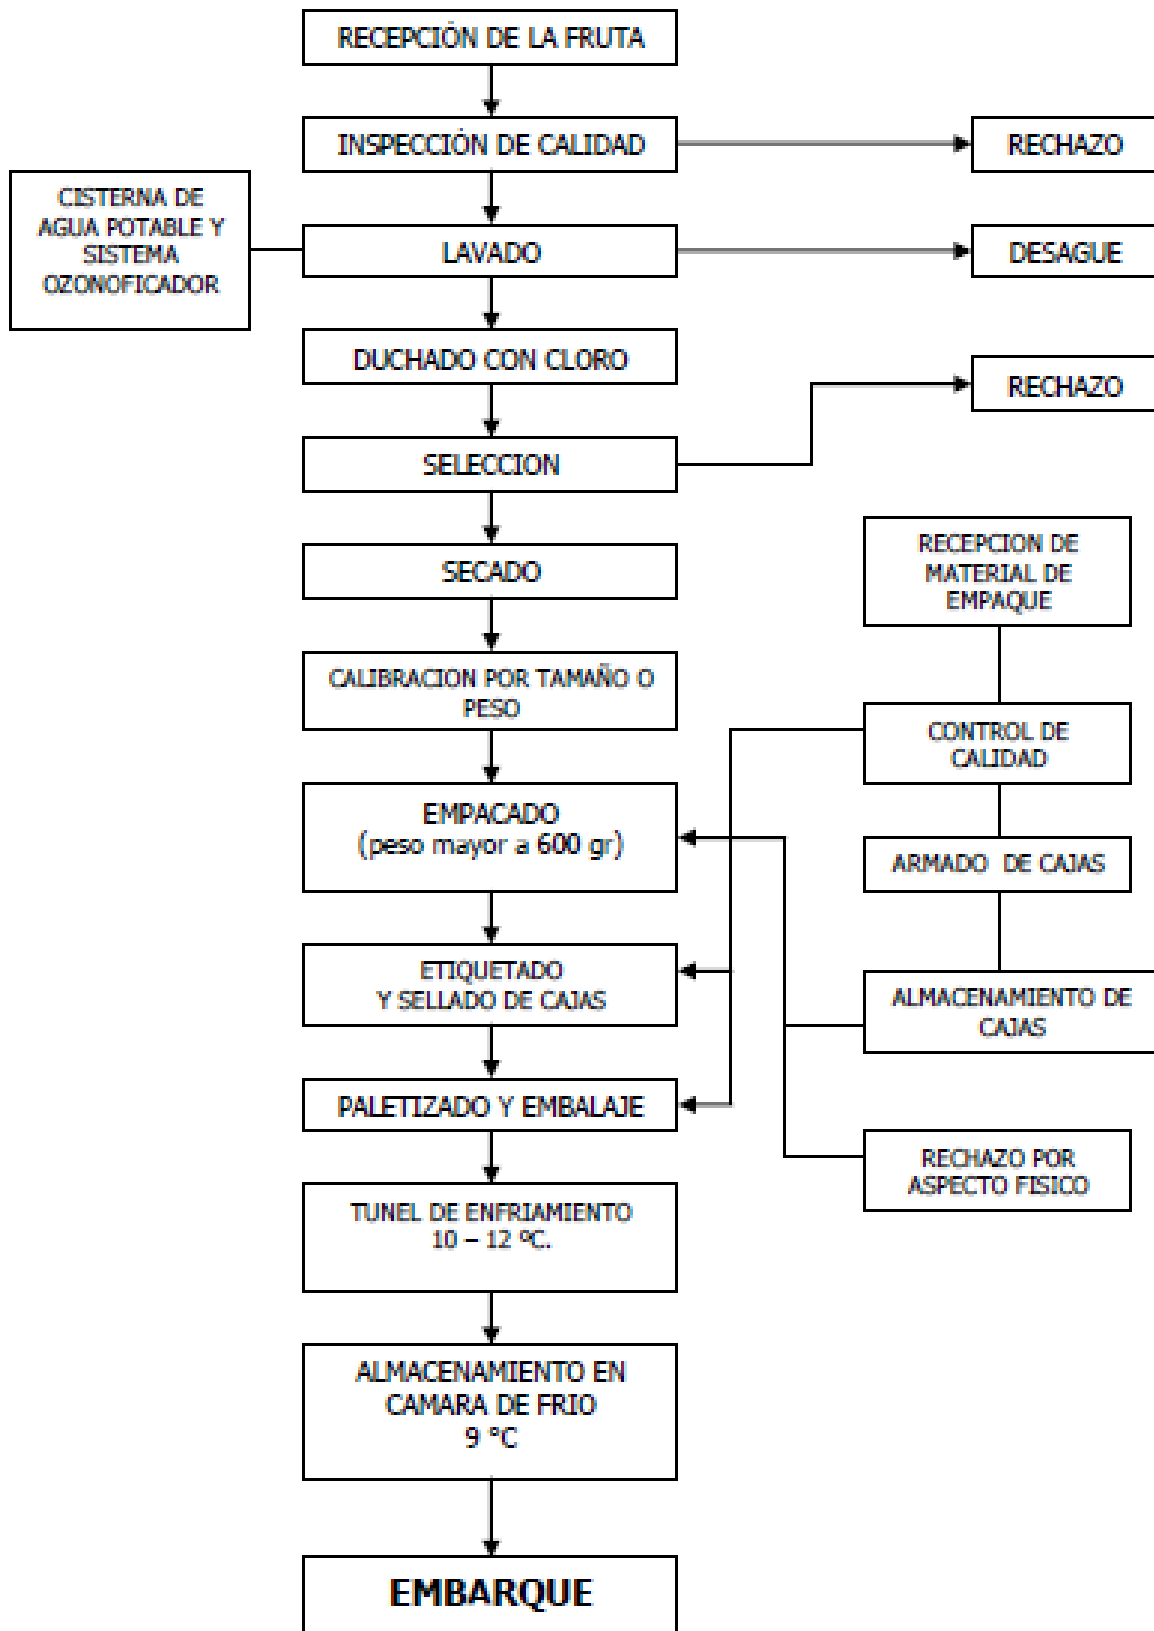 RECEPCIÓN DE LA FRUTA
INSPECCIÓN DE CALIDAD
RECHAZO
CISTERNA DE
AGUA POTABLE Y
SISTEMA
OZONOFICADOR
LAVADO
DESAGUE
DUCHADO CON CLORO
RECHAZO
SELECCION
SECADO
RECEPCION DE
MATERIAL DE
EMPAQUE
CALIBRACION POR TAMAÑO O
PESO
CONTROL DE
CALIDAD
EMPACADO
(peso mayor a 600 gr)
ARMADO DE CAJAS
ETIQUETADO
Y SELLADO DE CAJAS
ALMACENAMIENTO DE
CAJAS
PALETIZADO Y EMBALAJE
RECHAZO POR
ASPECTO FISICO
TUNEL DE ENFRIAMIENTO
10 – 12 ºC.
ALMACENAMIENTO EN
CAMARA DE FRIO
9 °C
EMBARQUE